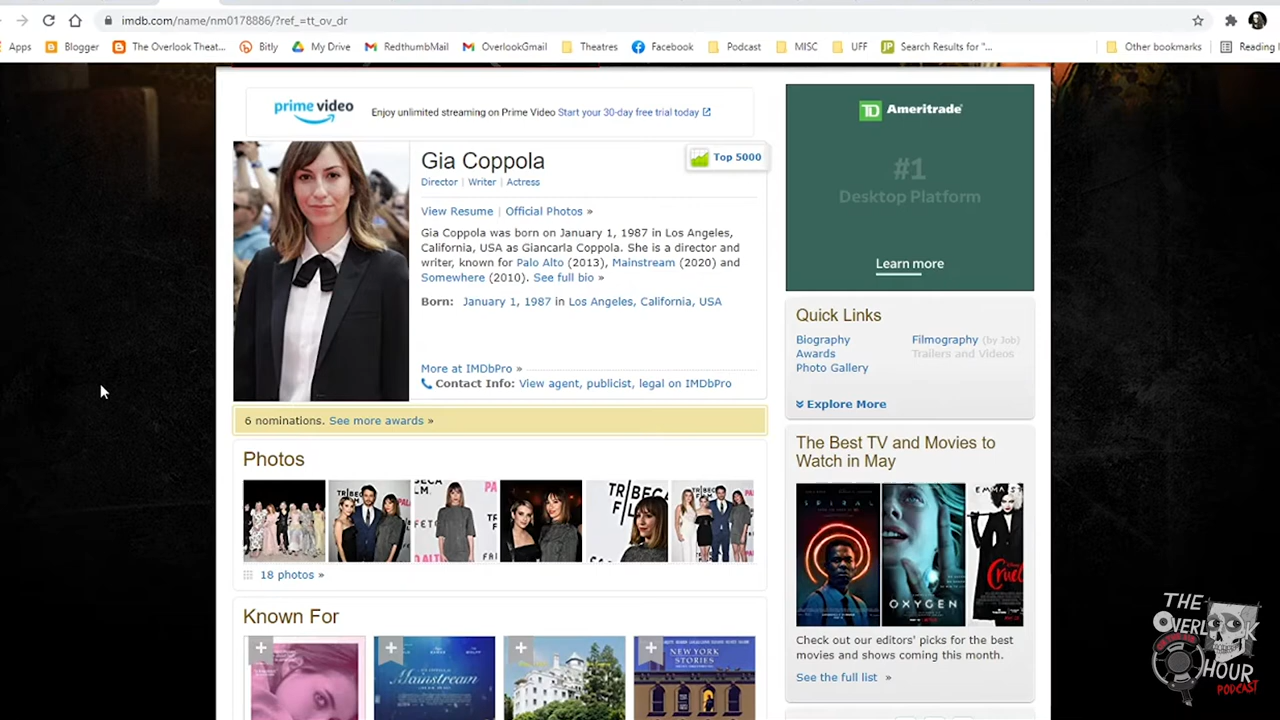 imdb.com/name/nm0178886/?ref_=tt_ov_dr
Apps Blogger The Overlook Theat... Bitly My Drive RedthumbMail OverlookGmail Theatres Facebook Podcast MISC UFF Search Results for "... Other bookmarks Reading
prime video Enjoy unlimited streaming on Prime Video Start your 30-day free trial today
Gia Coppola
Top 5000
Director | Writer | Actress
View Resume | Official Photos »
Gia Coppola was born on January 1, 1987 in Los Angeles,
California, USA as Giancarla Coppola. She is a director and
writer, known for Palo Alto (2013), Mainstream (2020) and
Somewhere (2010). See full bio »
Born: January 1, 1987 in Los Angeles, California, USA
More at IMDbPro »
Contact Info: View agent, publicist, legal on IMDbPro
6 nominations. See more awards »
Photos
TRIBECA
FILM
18 photos »
Known For
Mainstream
NEW YORK
STORIES
TD Ameritrade
#1
Desktop Platform
Learn more
Quick Links
Biography
Filmography (by Job)
Awards
Trailers and Videos
Photo Gallery
Explore More
The Best TV and Movies to
Watch in May
SPIRAL
OXYGEN
EMMA
Check out our editors' picks for the best
movies and shows coming this month.
See the full list »
THE
OVERLOOK
HOUR
PODCAST